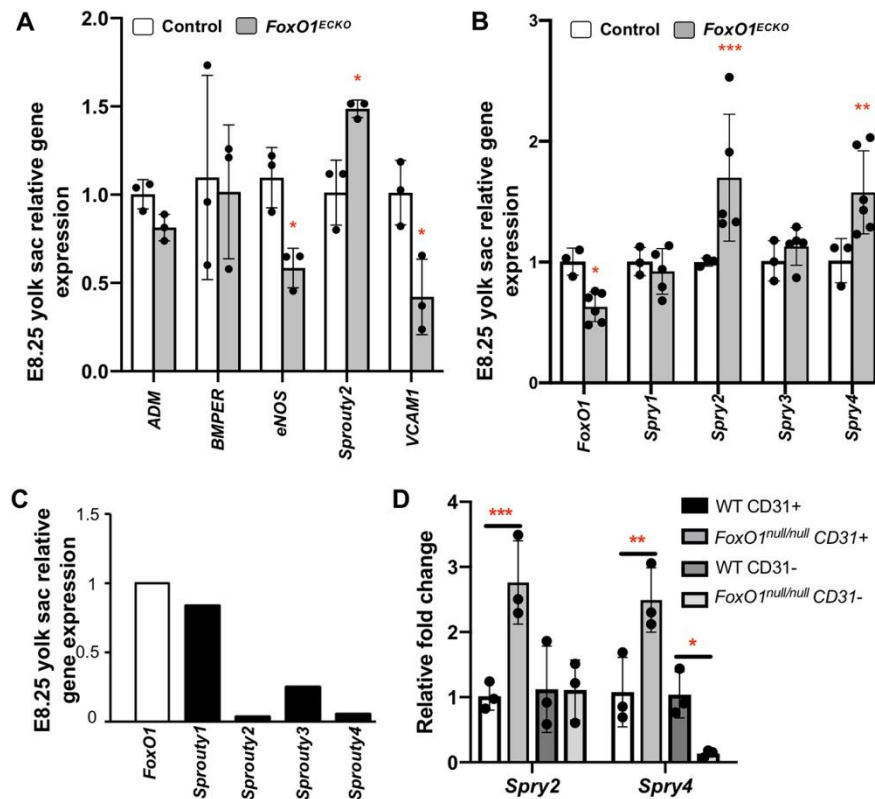 A
Control FoxO1ECKO
E8.25 yolk sac relative gene
expression
2.0
1.5
1.0
0.5
0.0
*
*
*
ADM
BMPER
eNOS
Sprouty2
VCAM1
B
Control FoxO1ECKO
E8.25 yolk sac relative gene
expression
3
2
1
0
*
***
**
FoxO1
Spry1
Spry2
Spry3
Spry4
C
E8.25 yolk sac relative
gene expression
1.5
1
0.5
0
FoxO1
Sprouty1
Sprouty2
Sprouty3
Sprouty4
D
Relative fold change
4
3
2
1
0
***
**
*
Spry2
Spry4
WT CD31+
FoxO1null/null CD31+
WT CD31-
FoxO1null/null CD31-